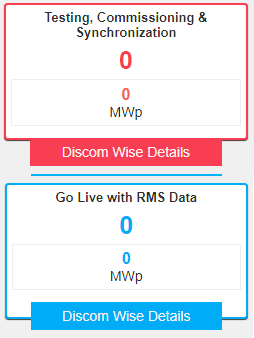 Testing, Commissioning &
Synchronization
0
0
MWp
Discom Wise Details
Go Live with RMS Data
0
0
MWp
Discom Wise Details